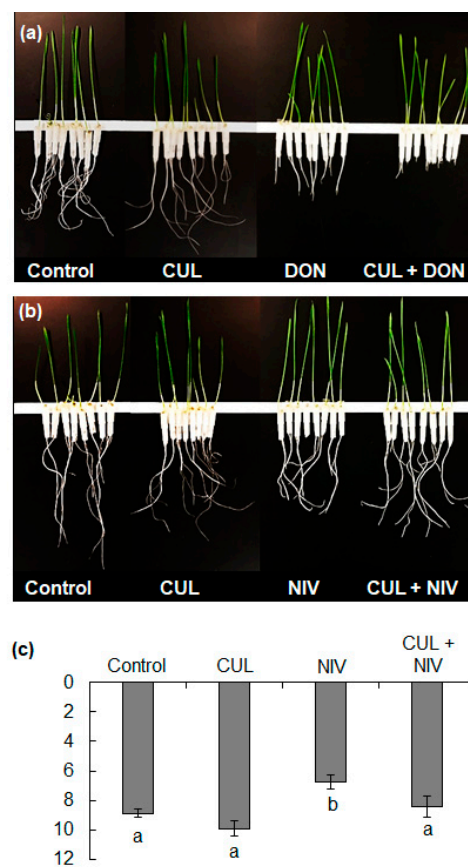 (a)
Control CUL DON CUL + DON
(b)
Control CUL NIV CUL + NIV
(c)
Control CUL NIV CUL +
NIV
0
2
4
6
8
10
12
a a b a